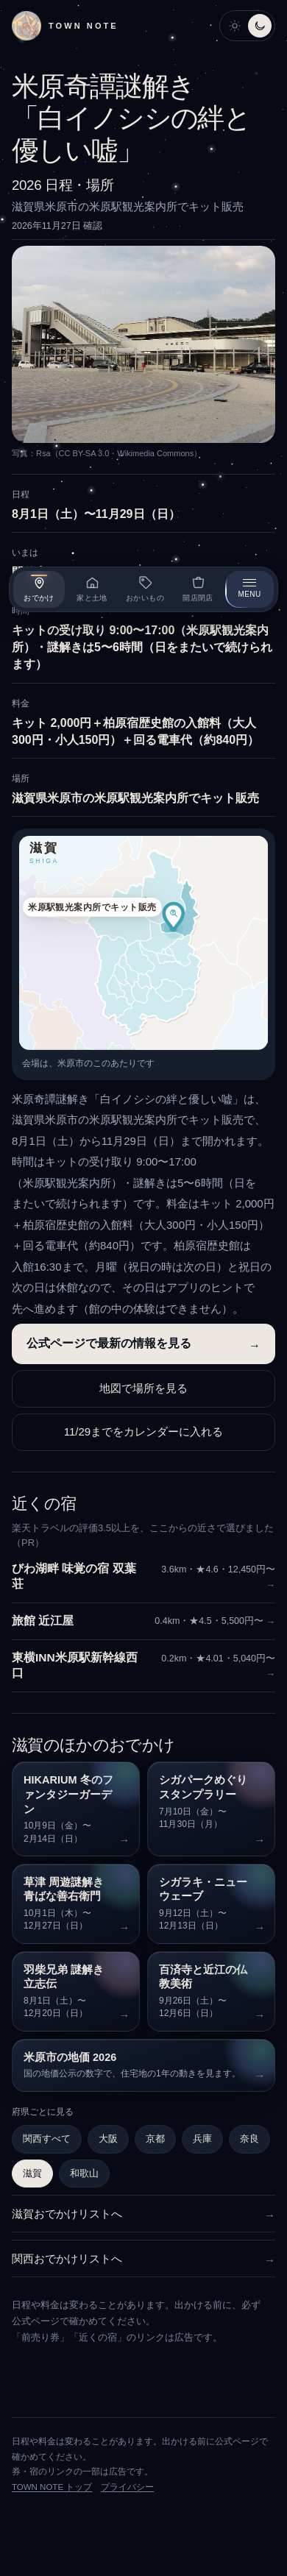 TOWN NOTE
米原奇譚謎解き
「白イノシシの絆と
優しい嘘」
2026 日程・場所
滋賀県米原市の米原駅観光案内所でキット販売
2026年11月27日 確認
写真：Rsa（CC BY-SA 3.0・Wikimedia Commons）
日程
8月1日（土）〜11月29日（日）
いまは
おでかけ
家と土地
おかいもの
開店閉店
MENU
時間
キットの受け取り 9:00〜17:00（米原駅観光案内
所）・謎解きは5〜6時間（日をまたいで続けられ
ます）
料金
キット 2,000円＋柏原宿歴史館の入館料（大人
300円・小人150円）＋回る電車代（約840円）
場所
滋賀県米原市の米原駅観光案内所でキット販売
滋賀
SHIGA
米原駅観光案内所でキット販売
会場は、米原市のこのあたりです
米原奇譚謎解き「白イノシシの絆と優しい嘘」は、
滋賀県米原市の米原駅観光案内所でキット販売で、
8月1日（土）から11月29日（日）まで開かれます。
時間はキットの受け取り 9:00〜17:00
（米原駅観光案内所）・謎解きは5〜6時間（日を
またいで続けられます）です。料金はキット 2,000円
＋柏原宿歴史館の入館料（大人300円・小人150円）
＋回る電車代（約840円）です。柏原宿歴史館は
入館16:30まで。月曜（祝日の時は次の日）と祝日の
次の日は休館なので、その日はアプリのヒントで
先へ進めます（館の中の体験はできません）。
公式ページで最新の情報を見る →
地図で場所を見る
11/29までをカレンダーに入れる
近くの宿
楽天トラベルの評価3.5以上を、ここからの近さで選びました
（PR）
びわ湖畔 味覚の宿 双葉
荘
3.6km・★4.6・12,450円〜
→
旅館 近江屋
0.4km・★4.5・5,500円〜 →
東横INN米原駅新幹線西
口
0.2km・★4.01・5,040円〜
→
滋賀のほかのおでかけ
HIKARIUM 冬のフ
ァンタジーガーデ
ン
10月9日（金）〜
2月14日（日） →
シガパークめぐり
スタンプラリー
7月10日（金）〜
11月30日（月） →
草津 周遊謎解き
青ばな善右衛門
10月1日（木）〜
12月27日（日） →
シガラキ・ニュー
ウェーブ
9月12日（土）〜
12月13日（日） →
羽柴兄弟 謎解き
立志伝
8月1日（土）〜
12月20日（日） →
百済寺と近江の仏
教美術
9月26日（土）〜
12月6日（日） →
米原市の地価 2026
国の地価公示の数字で、住宅地の1年の動きを見ます。 →
府県ごとに見る
関西すべて
大阪
京都
兵庫
奈良
滋賀
和歌山
滋賀おでかけリストへ →
関西おでかけリストへ →
日程や料金は変わることがあります。出かける前に、必ず
公式ページで確かめてください。
「前売り券」「近くの宿」のリンクは広告です。
日程や料金は変わることがあります。出かける前に公式ページで
確かめてください。
券・宿のリンクの一部は広告です。
TOWN NOTE トップ プライバシー